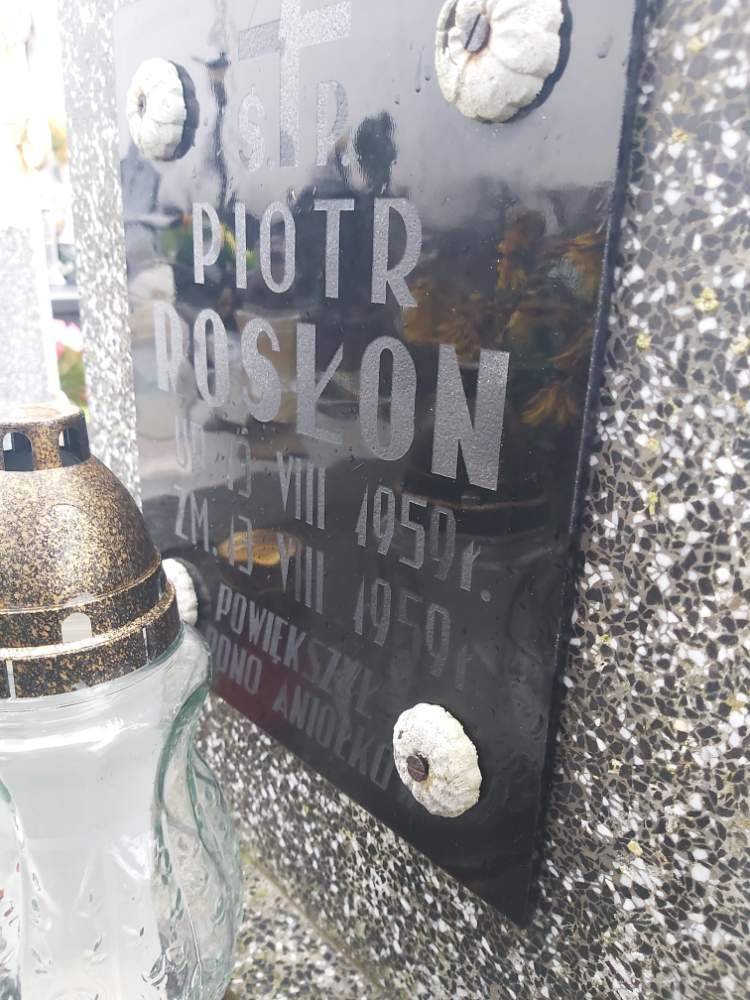 Ś. P.
PIOTR
ROSŁON
UR. 13 VIII 1959r.
ZM. 13 VIII 1959r
POWIĘKSZYŁ
GRONO ANIOŁKÓW